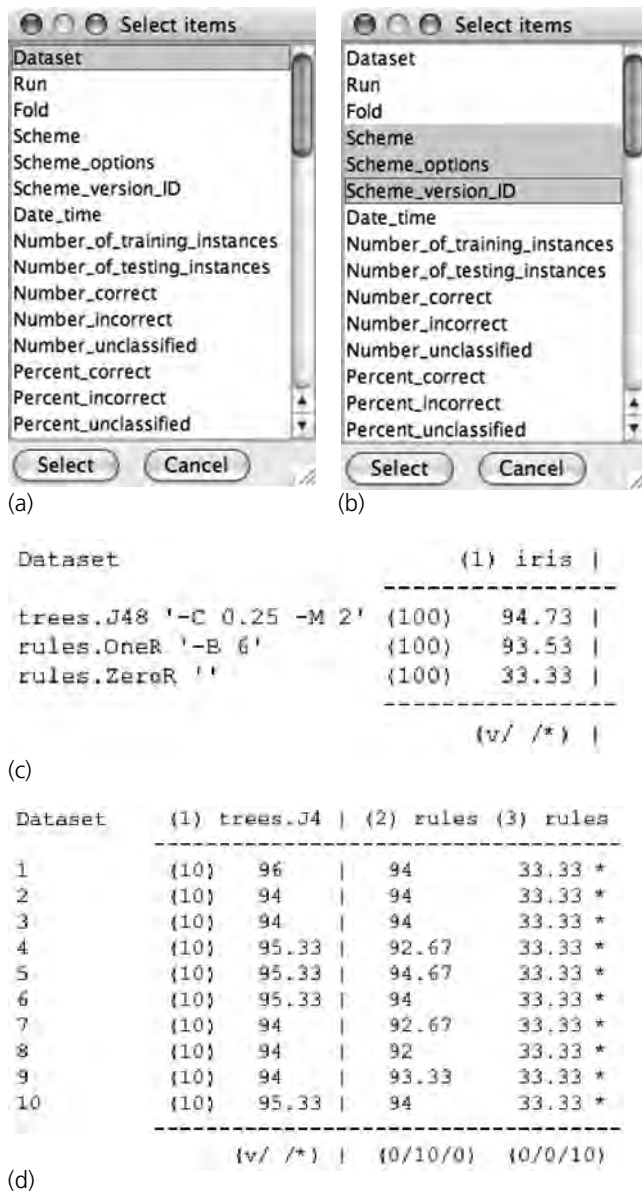 Select items
Dataset
Run
Fold
Scheme
Scheme_options
Scheme_version_ID
Date_time
Number_of_training_instances
Number_of_testing_instances
Number_correct
Number_incorrect
Number_unclassified
Percent_correct
Percent_incorrect
Percent_unclassified
Select Cancel
(a)
Select items
Dataset
Run
Fold
Scheme
Scheme_options
Scheme_version_ID
Date_time
Number_of_training_instances
Number_of_testing_instances
Number_correct
Number_incorrect
Number_unclassified
Percent_correct
Percent_incorrect
Percent_unclassified
Select Cancel
(b)
Dataset (1) iris |
----------------------
trees.J48 '-C 0.25 -M 2' (100) 94.73 |
rules.OneR '-B 6' (100) 93.53 |
rules.ZeroR '' (100) 33.33 |
----------------------
(v/ /*) |
(c)
Dataset (1) trees.J4 | (2) rules (3) rules
----------------------
1 (10) 96 | 94 33.33 *
2 (10) 94 | 94 33.33 *
3 (10) 94 | 94 33.33 *
4 (10) 95.33 | 92.67 33.33 *
5 (10) 95.33 | 94.67 33.33 *
6 (10) 95.33 | 94 33.33 *
7 (10) 94 | 92.67 33.33 *
8 (10) 94 | 92 33.33 *
9 (10) 94 | 93.33 33.33 *
10 (10) 95.33 | 94 33.33 *
----------------------
(v/ /*) | (0/10/0) (0/0/10)
(d)